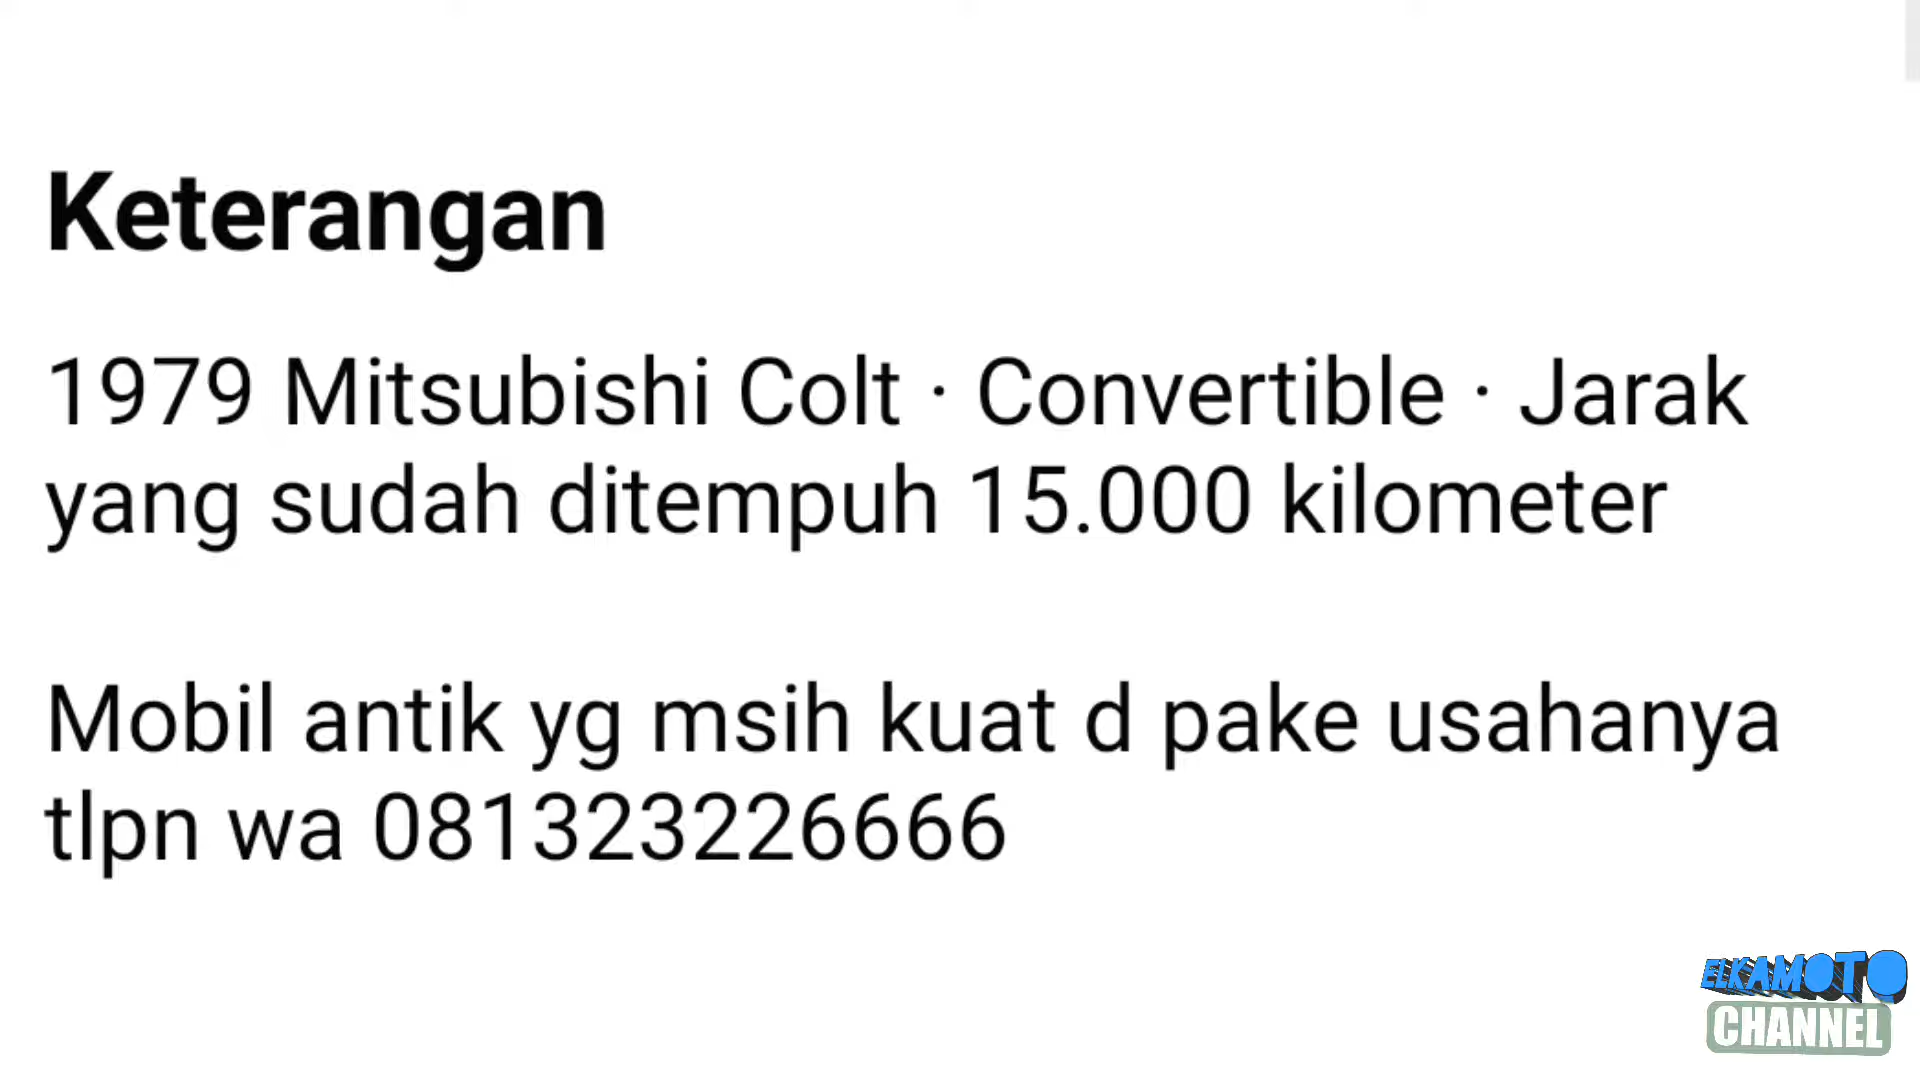 Keterangan
1979 Mitsubishi Colt · Convertible · Jarak
yang sudah ditempuh 15.000 kilometer
Mobil antik yg msih kuat d pake usahanya
tlpn wa 081323226666
ELKAMOTO
CHANNEL